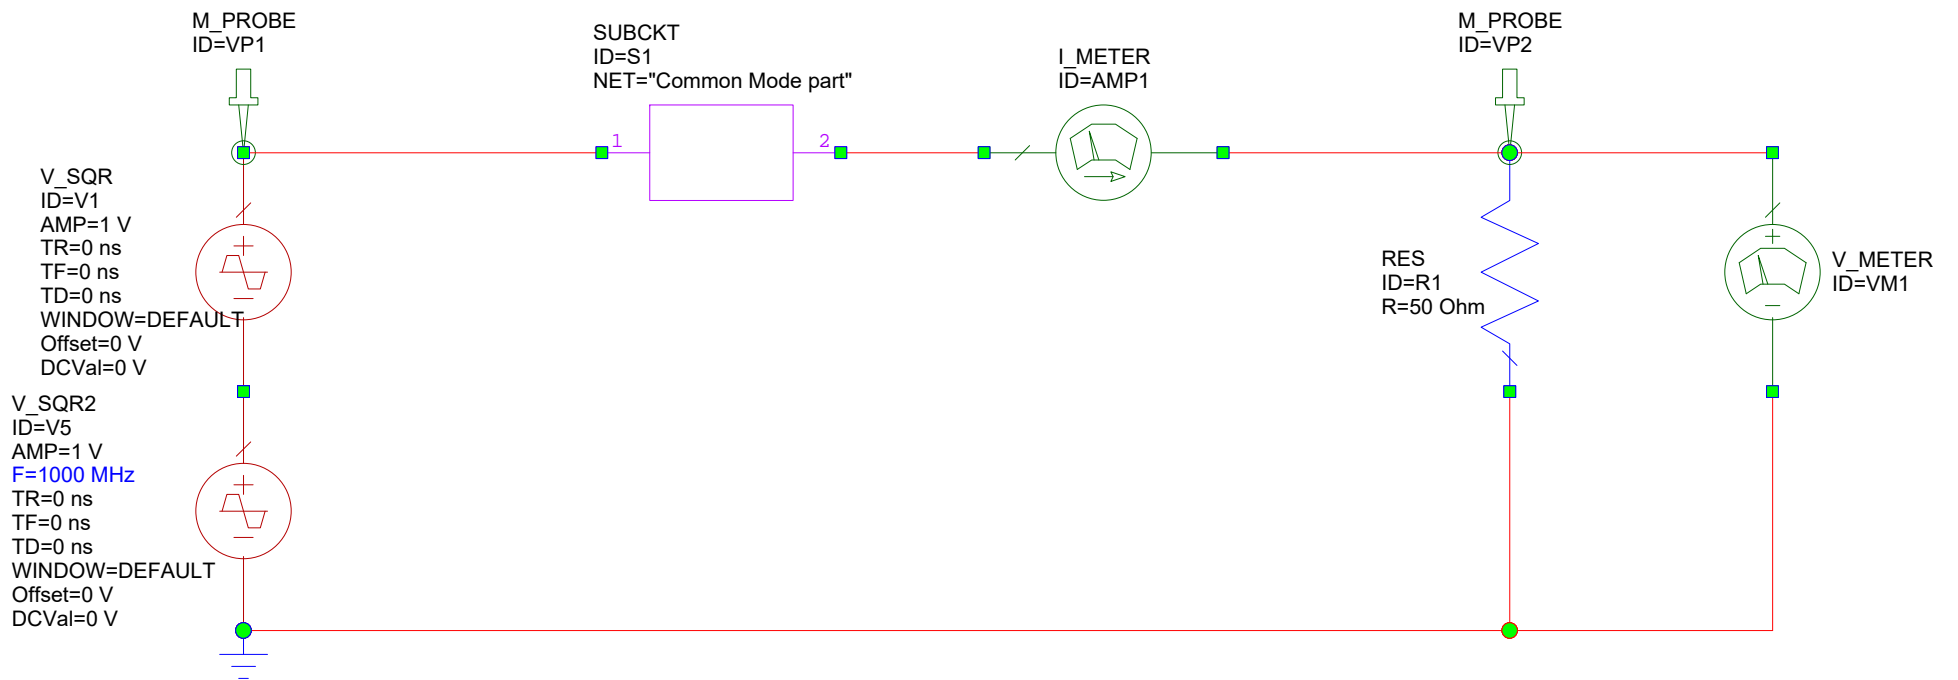 M_PROBE
ID=VP1
SUBCKT
ID=S1
NET="Common Mode part"
I_METER
ID=AMP1
M_PROBE
ID=VP2
1
2
V_SQR
ID=V1
AMP=1 V
TR=0 ns
TF=0 ns
TD=0 ns
WINDOW=DEFAULT
Offset=0 V
DCVal=0 V
RES
ID=R1
R=50 Ohm
V_METER
ID=VM1
V_SQR2
ID=V5
AMP=1 V
F=1000 MHz
TR=0 ns
TF=0 ns
TD=0 ns
WINDOW=DEFAULT
Offset=0 V
DCVal=0 V